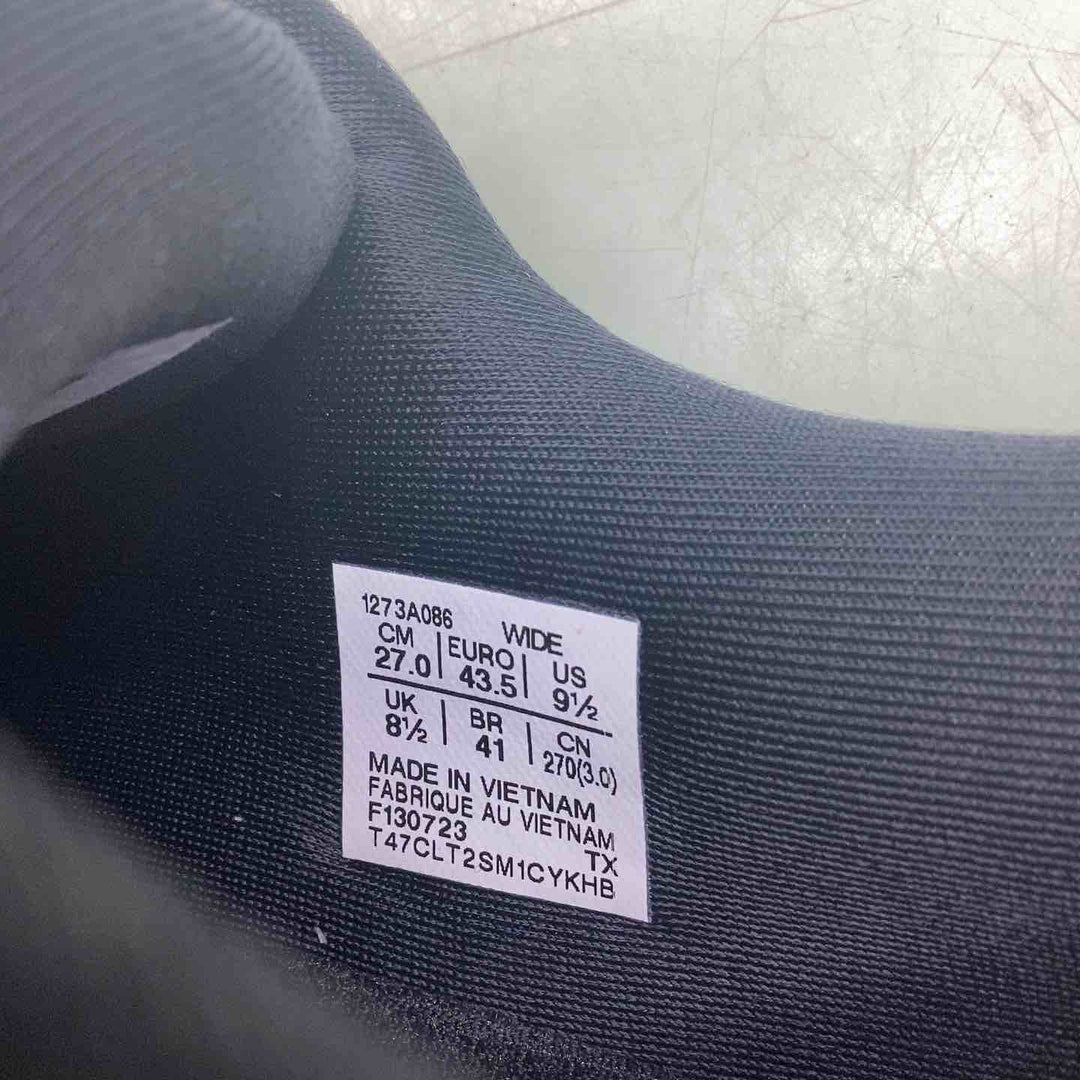 1273A086 WIDE
CM EURO US
27.0 43.5 9½
UK BR CN
8½ 41 270(3.0)
MADE IN VIETNAM
FABRIQUE AU VIETNAM
F130723 TX
T47CLT2SM1CYKHB